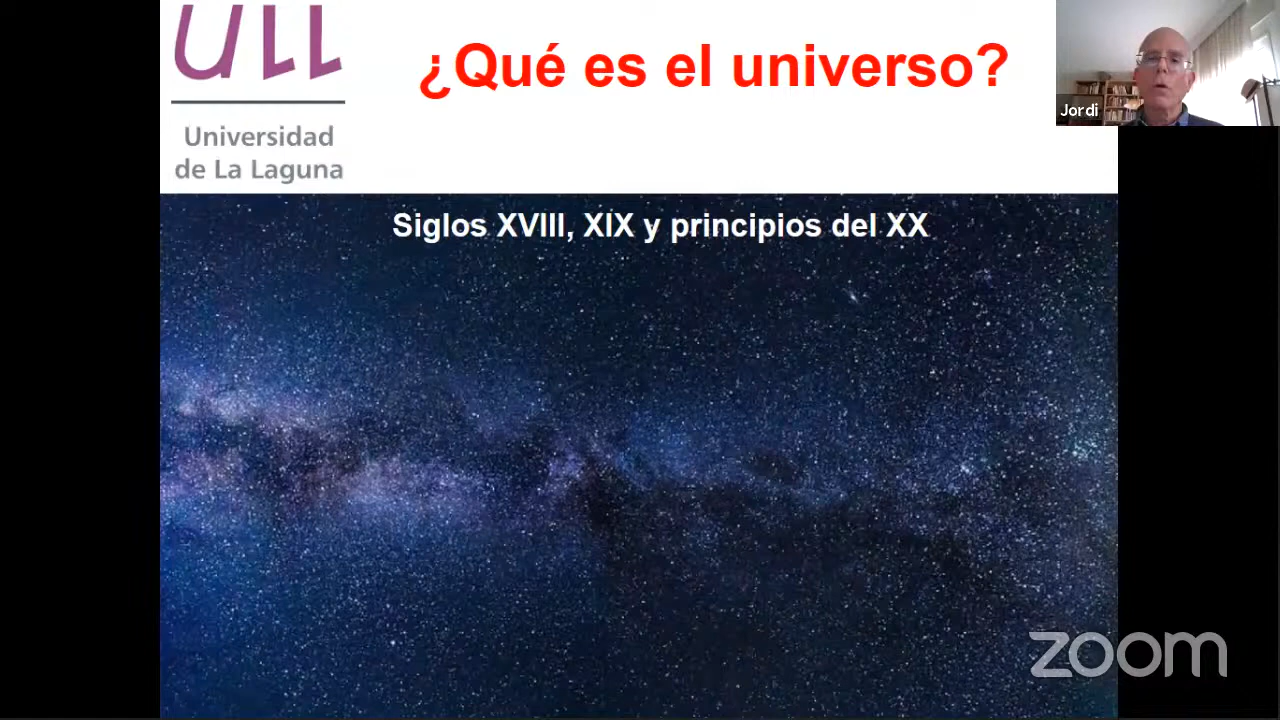 ULL
Universidad
de La Laguna
¿Qué es el universo?
Jordi
Siglos XVIII, XIX y principios del XX
zoom